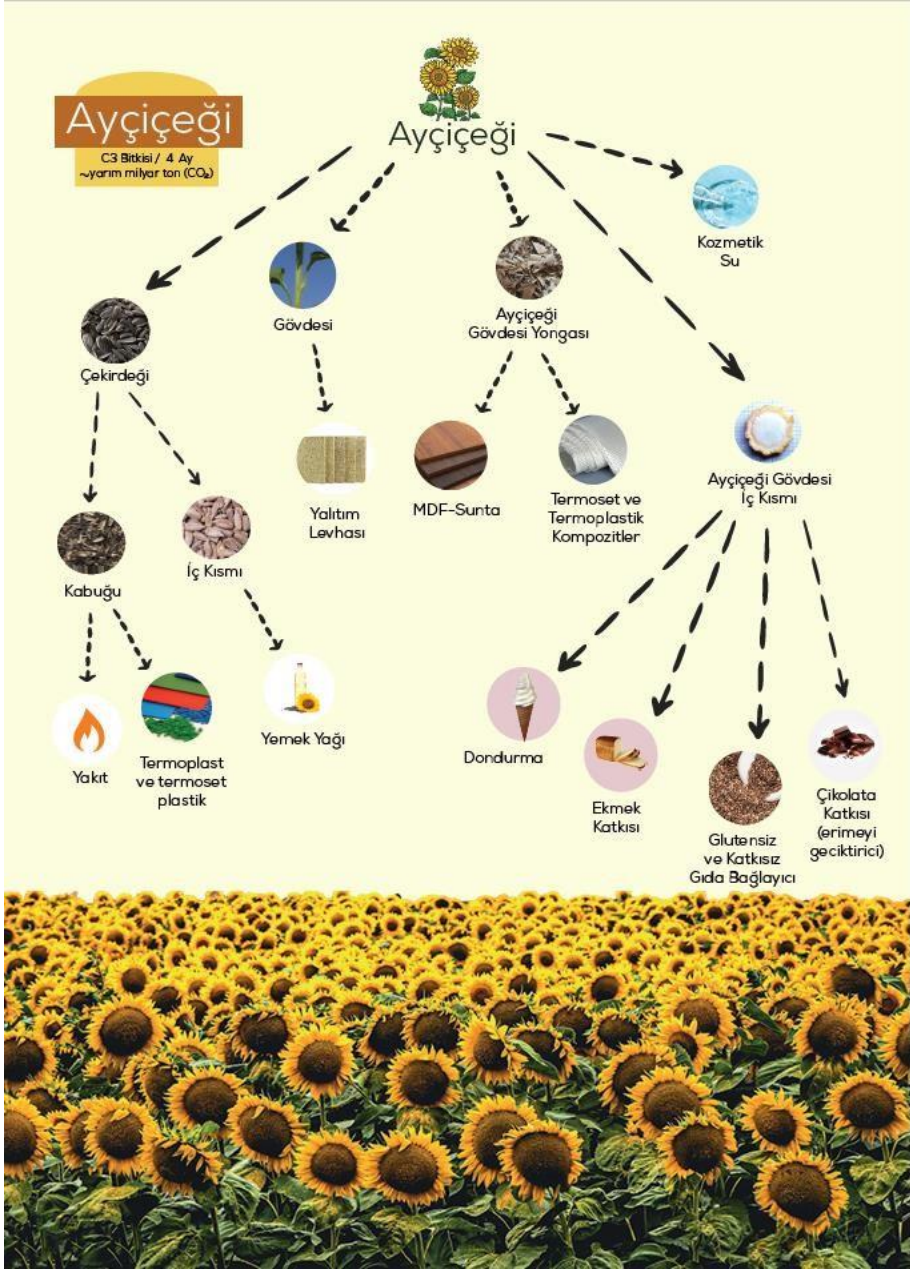 Ayçiçeği
C3 Bitkisi / 4 Ay
~yarım milyar ton (CO₂)
Ayçiçeği
Kozmetik
Su
Gövdesi
Ayçiçeği
Gövdesi Yongası
Çekirdeği
Yalıtım
Levhası
MDF-Sunta
Termoset ve
Termoplastik
Kompozitler
Ayçiçeği Gövdesi
İç Kısmı
Kabuğu
İç Kısmı
Yakıt
Termoplast
ve termoset
plastik
Yemek Yağı
Dondurma
Ekmek
Katkısı
Glutensiz
ve Katkısız
Gıda Bağlayıcı
Çikolata
Katkısı
(erimeyi
geciktirici)